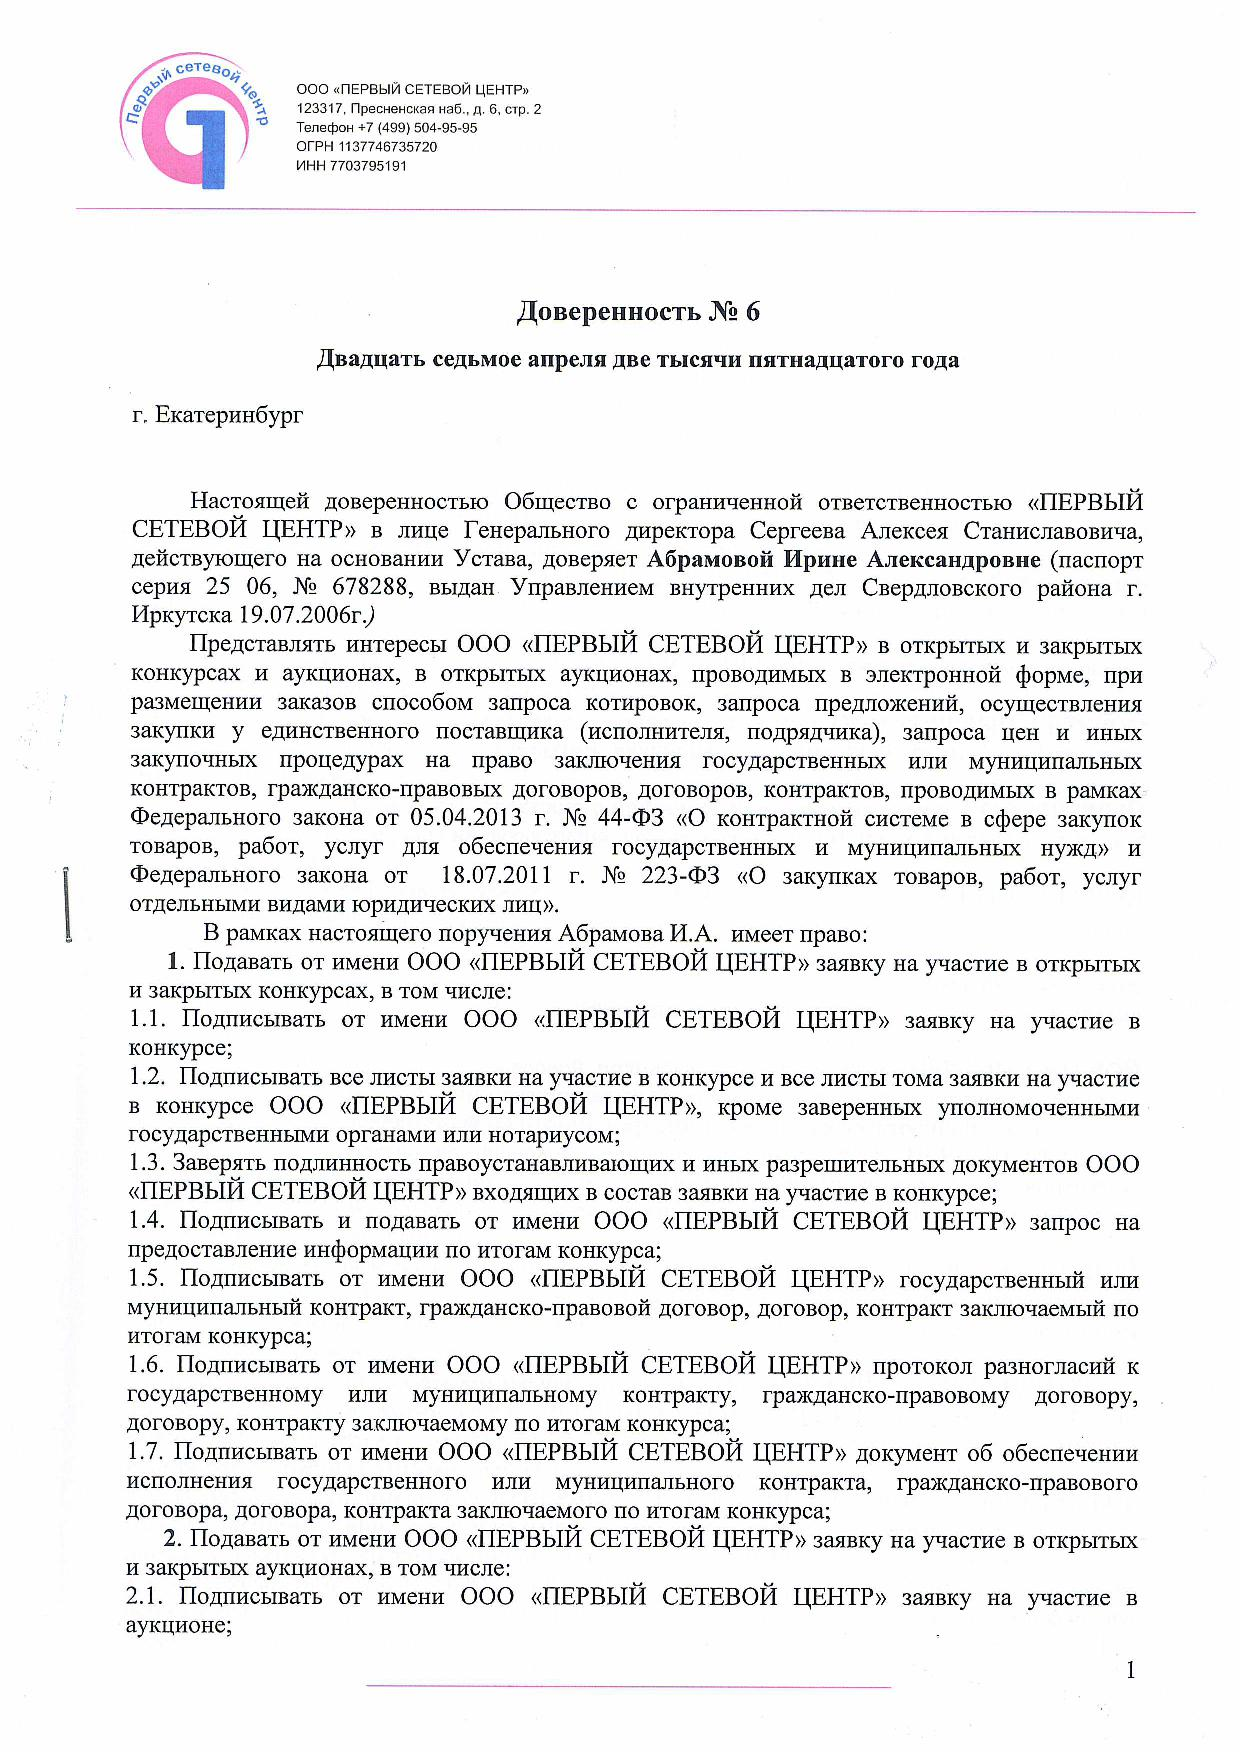 Первый сетевой центр
ООО «ПЕРВЫЙ СЕТЕВОЙ ЦЕНТР»
123317, Пресненская наб., д. 6, стр. 2
Телефон +7 (499) 504-95-95
ОГРН 1137746735720
ИНН 7703795191
Доверенность № 6
Двадцать седьмое апреля две тысячи пятнадцатого года
г. Екатеринбург
Настоящей доверенностью Общество с ограниченной ответственностью «ПЕРВЫЙ
СЕТЕВОЙ ЦЕНТР» в лице Генерального директора Сергеева Алексея Станиславовича,
действующего на основании Устава, доверяет Абрамовой Ирине Александровне (паспорт
серия 25 06, № 678288, выдан Управлением внутренних дел Свердловского района г.
Иркутска 19.07.2006г.)
Представлять интересы ООО «ПЕРВЫЙ СЕТЕВОЙ ЦЕНТР» в открытых и закрытых
конкурсах и аукционах, в открытых аукционах, проводимых в электронной форме, при
размещении заказов способом запроса котировок, запроса предложений, осуществления
закупки у единственного поставщика (исполнителя, подрядчика), запроса цен и иных
закупочных процедурах на право заключения государственных или муниципальных
контрактов, гражданско-правовых договоров, договоров, контрактов, проводимых в рамках
Федерального закона от 05.04.2013 г. № 44-ФЗ «О контрактной системе в сфере закупок
товаров, работ, услуг для обеспечения государственных и муниципальных нужд» и
Федерального закона от 18.07.2011 г. № 223-ФЗ «О закупках товаров, работ, услуг
отдельными видами юридических лиц».
В рамках настоящего поручения Абрамова И.А. имеет право:
1. Подавать от имени ООО «ПЕРВЫЙ СЕТЕВОЙ ЦЕНТР» заявку на участие в открытых
и закрытых конкурсах, в том числе:
1.1. Подписывать от имени ООО «ПЕРВЫЙ СЕТЕВОЙ ЦЕНТР» заявку на участие в
конкурсе;
1.2. Подписывать все листы заявки на участие в конкурсе и все листы тома заявки на участие
в конкурсе ООО «ПЕРВЫЙ СЕТЕВОЙ ЦЕНТР», кроме заверенных уполномоченными
государственными органами или нотариусом;
1.3. Заверять подлинность правоустанавливающих и иных разрешительных документов ООО
«ПЕРВЫЙ СЕТЕВОЙ ЦЕНТР» входящих в состав заявки на участие в конкурсе;
1.4. Подписывать и подавать от имени ООО «ПЕРВЫЙ СЕТЕВОЙ ЦЕНТР» запрос на
предоставление информации по итогам конкурса;
1.5. Подписывать от имени ООО «ПЕРВЫЙ СЕТЕВОЙ ЦЕНТР» государственный или
муниципальный контракт, гражданско-правовой договор, договор, контракт заключаемый по
итогам конкурса;
1.6. Подписывать от имени ООО «ПЕРВЫЙ СЕТЕВОЙ ЦЕНТР» протокол разногласий к
государственному или муниципальному контракту, гражданско-правовому договору,
договору, контракту заключаемому по итогам конкурса;
1.7. Подписывать от имени ООО «ПЕРВЫЙ СЕТЕВОЙ ЦЕНТР» документ об обеспечении
исполнения государственного или муниципального контракта, гражданско-правового
договора, договора, контракта заключаемого по итогам конкурса;
2. Подавать от имени ООО «ПЕРВЫЙ СЕТЕВОЙ ЦЕНТР» заявку на участие в открытых
и закрытых аукционах, в том числе:
2.1. Подписывать от имени ООО «ПЕРВЫЙ СЕТЕВОЙ ЦЕНТР» заявку на участие в
аукционе;
1